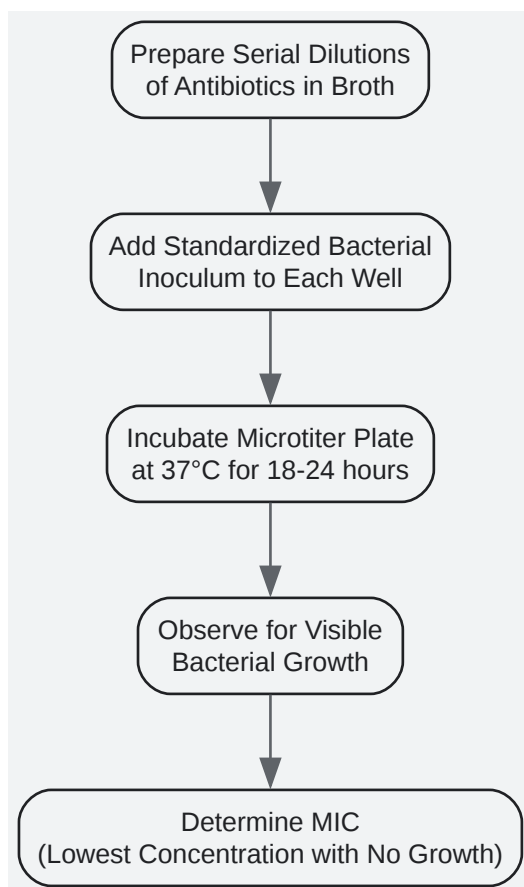 Prepare Serial Dilutions
of Antibiotics in Broth
Add Standardized Bacterial
Inoculum to Each Well
Incubate Microtiter Plate
at 37°C for 18-24 hours
Observe for Visible
Bacterial Growth
Determine MIC
(Lowest Concentration with No Growth)